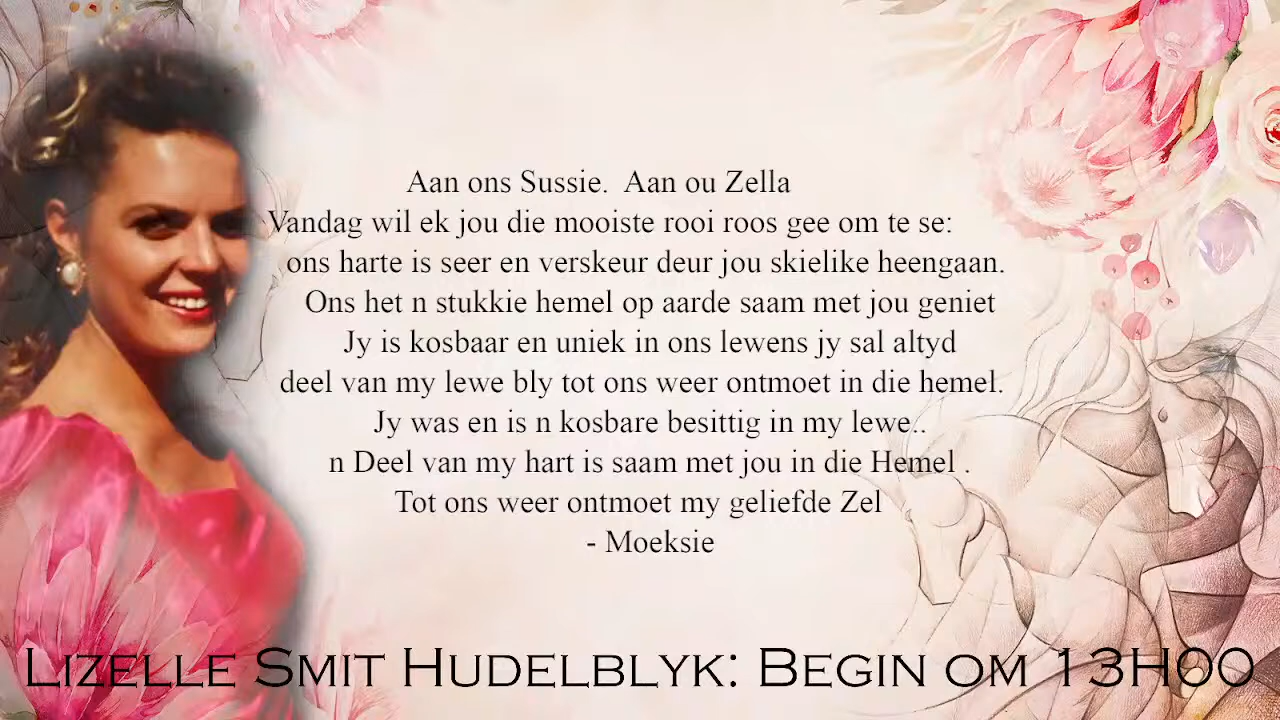 Aan ons Sussie.  Aan ou Zella
Vandag wil ek jou die mooiste rooi roos gee om te se:
ons harte is seer en verskeur deur jou skielike heengaan.
Ons het n stukkie hemel op aarde saam met jou geniet
Jy is kosbaar en uniek in ons lewens jy sal altyd
deel van my lewe bly tot ons weer ontmoet in die hemel.
Jy was en is n kosbare besittig in my lewe..
n Deel van my hart is saam met jou in die Hemel .
Tot ons weer ontmoet my geliefde Zel
- Moeksie
Lizelle Smit Hudelblyk: Begin om 13H00